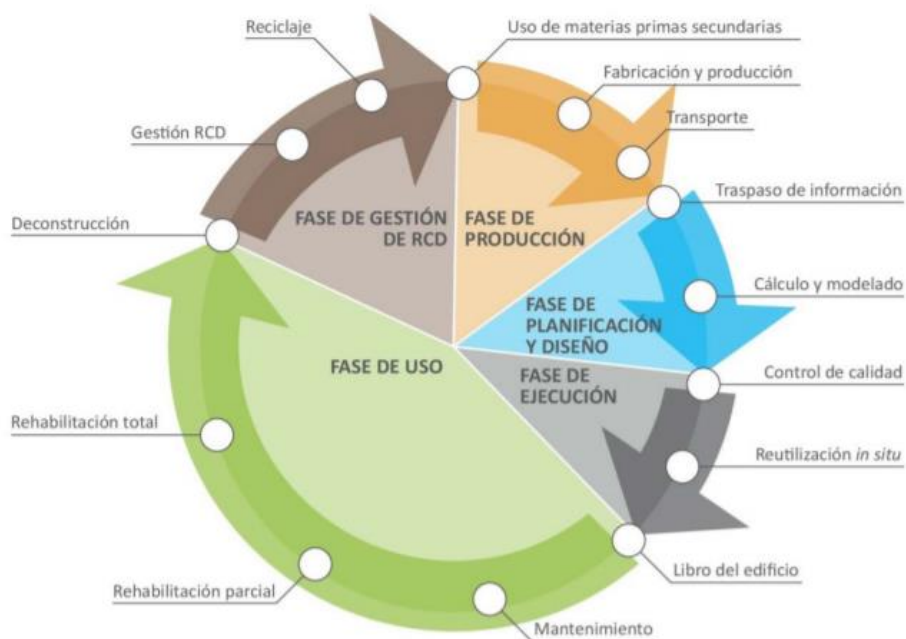 Reciclaje
Uso de materias primas secundarias
Fabricación y producción
Gestión RCD
Transporte
Traspaso de información
Deconstrucción
FASE DE GESTIÓN
DE RCD
FASE DE
PRODUCCIÓN
Cálculo y modelado
FASE DE
PLANIFICACIÓN
Y DISEÑO
FASE DE USO
FASE DE
EJECUCIÓN
Control de calidad
Rehabilitación total
Reutilización in situ
Libro del edificio
Rehabilitación parcial
Mantenimiento